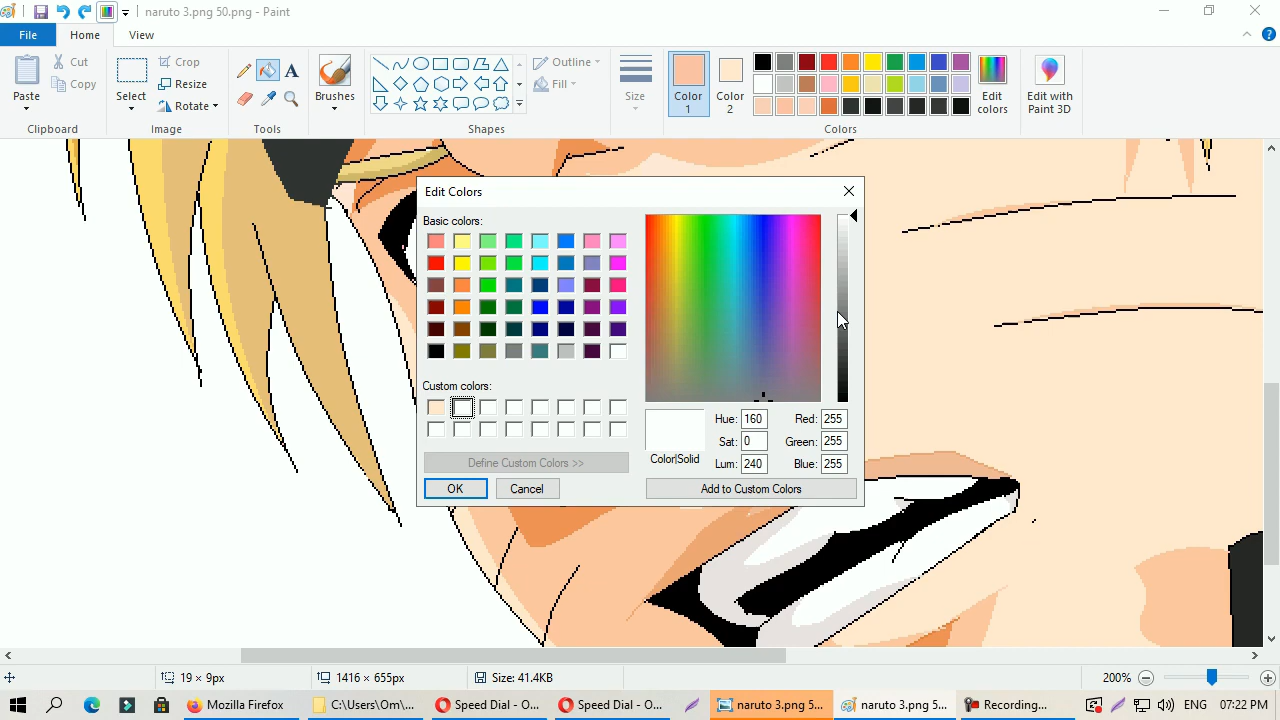 naruto 3.png 50.png - Paint
File
Home
View
Paste
Cut
Copy
Clipboard
Select
Crop
Resize
Rotate
Image
A
Tools
Brushes
Outline
Fill
Shapes
Size
Color
1
Color
2
Edit
colors
Colors
Edit with
Paint 3D
Edit Colors
Basic colors:
Custom colors:
Define Custom Colors >>
OK
Cancel
Color|Solid
Hue: 160
Sat: 0
Lum: 240
Red: 255
Green: 255
Blue: 255
Add to Custom Colors
19 × 9px
1416 × 655px
Size: 41.4KB
200%
Mozilla Firefox
C:\Users\Om\...
Speed Dial - O...
Speed Dial - O...
naruto 3.png 5...
naruto 3.png 5...
Recording...
ENG
07:22 PM